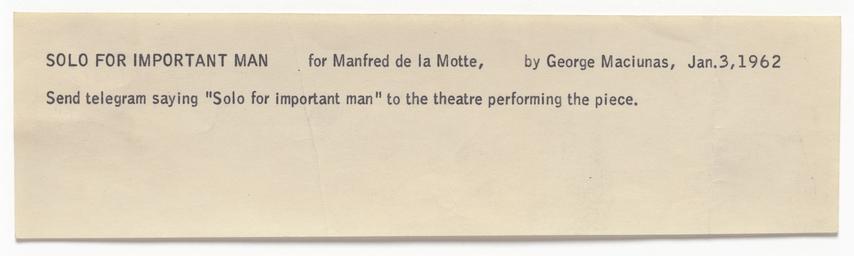 SOLO FOR IMPORTANT MAN for Manfred de la Motte, by George Maciunas, Jan.3,1962
Send telegram saying "Solo for important man" to the theatre performing the piece.